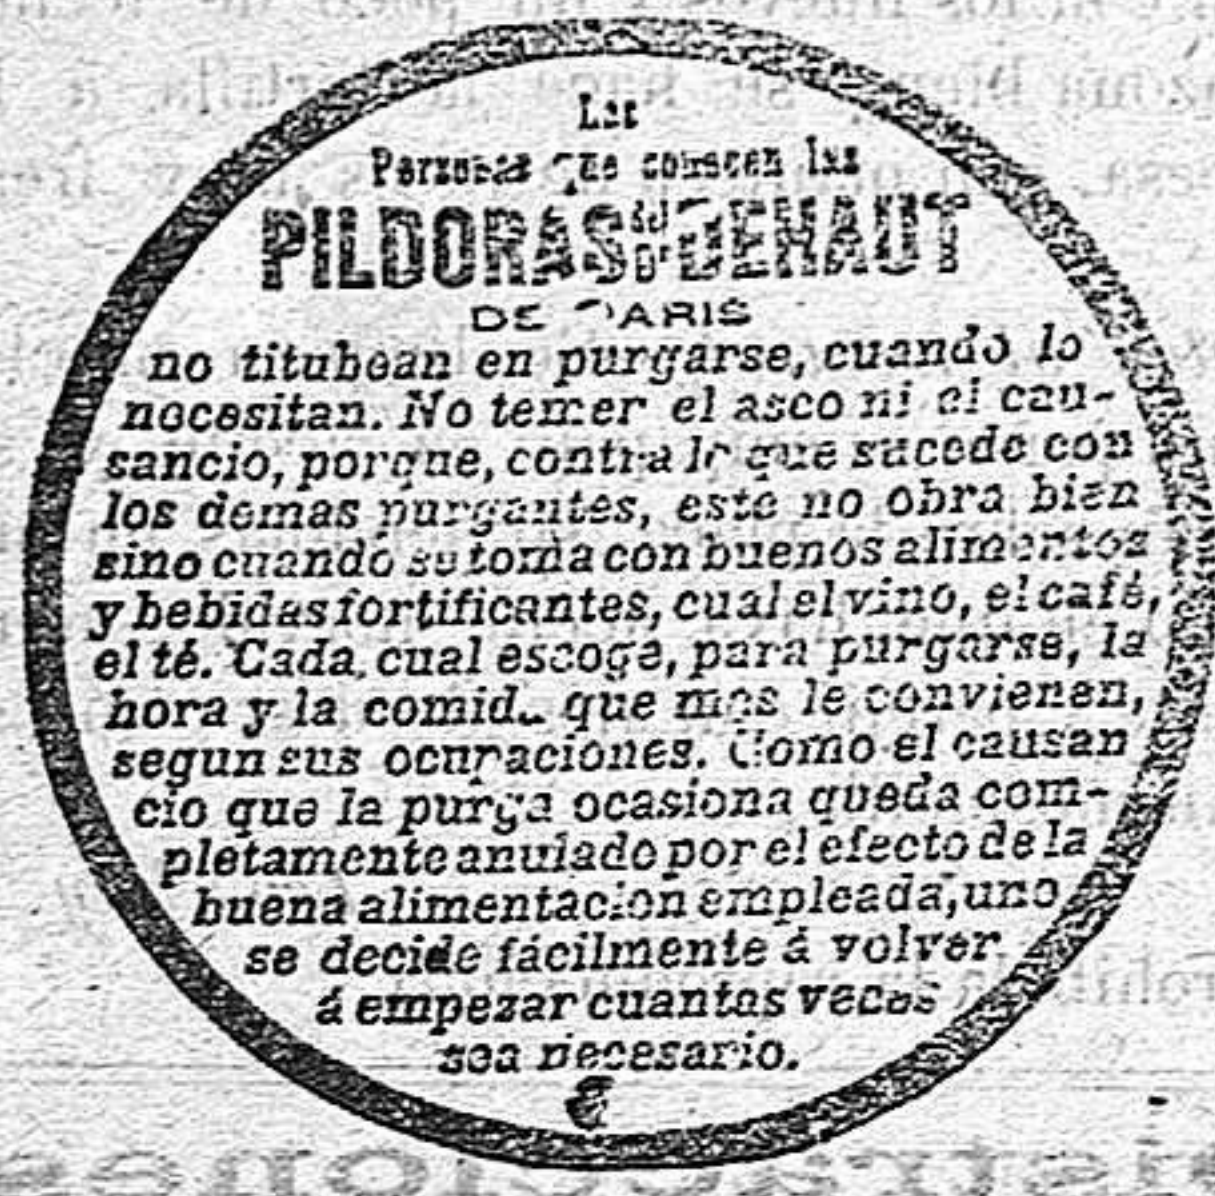 Las
Personas que conocen las
PILDORAS del Dr DEHAUT
DE PARIS
no titubean en purgarse, cuando lo
necesitan. No temer el asco ni el cau-
sancio, porque, contra lo que sucede con
los demas purgantes, este no obra bien
sino cuando se toma con buenos alimentos
y bebidas fortificantes, cual el vino, el café,
el té. Cada cual escoge, para purgarse, la
hora y la comida que mas le convienen,
segun sus ocupaciones. Como el causan
cio que la purga ocasiona queda com-
pletamente anulado por el efecto de la
buena alimentacion empleada, uno
se decide fácilmente á volver
á empezar cuantas veces
sea necesario.